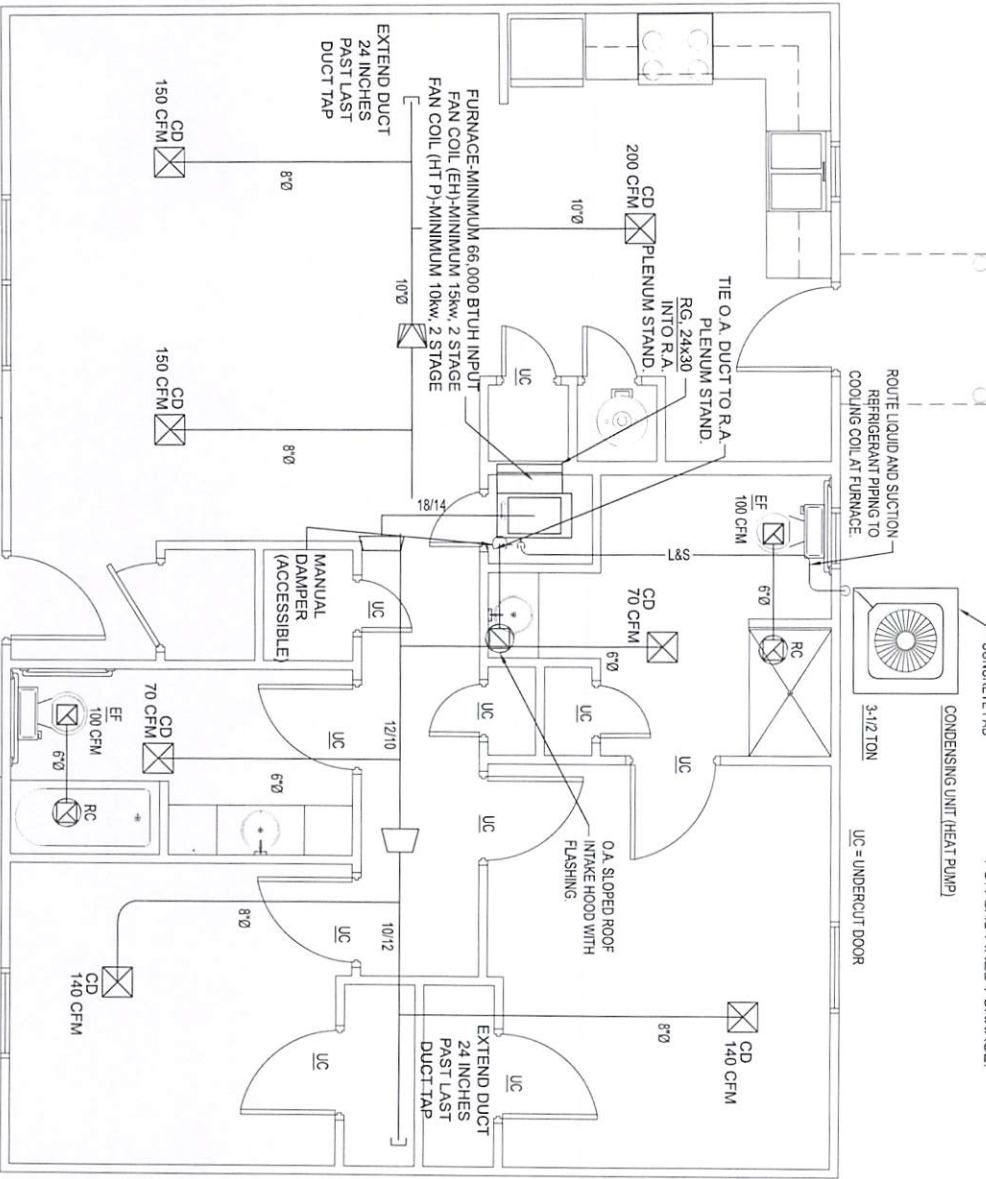 CONDENSING UNIT (HEAT PUMP)
3-1/2 TON
UC = UNDERCUT DOOR
ROUTE LIQUID AND SUCTION
REFRIGERANT PIPING TO
COOLING COIL AT FURNACE.
TIE O.A. DUCT TO R.A.
PLENUM STAND.
RG, 24x30
INTO R.A.
PLENUM STAND.
CD
200 CFM
10"Ø
FURNACE-MINIMUM 66,000 BTUH INPUT
FAN COIL (EH)-MINIMUM 15kw, 2 STAGE
FAN COIL (HT P)-MINIMUM 10kw, 2 STAGE
EXTEND DUCT
24 INCHES
PAST LAST
DUCT TAP
CD
150 CFM
8"Ø
10"Ø
CD
150 CFM
8"Ø
UC
18/14
MANUAL
DAMPER
(ACCESSIBLE)
UC
EF
100 CFM
6"Ø
RC
L&S
CD
70 CFM
6"Ø
UC
UC
UC
UC
O.A. SLOPED ROOF
INTAKE HOOD WITH
FLASHING.
12/10
UC
CD
70 CFM
6"Ø
EF
100 CFM
6"Ø
RC
10/12
UC
8"Ø
CD
140 CFM
8"Ø
CD
140 CFM
EXTEND DUCT
24 INCHES
PAST LAST
DUCT TAP
UC
UC